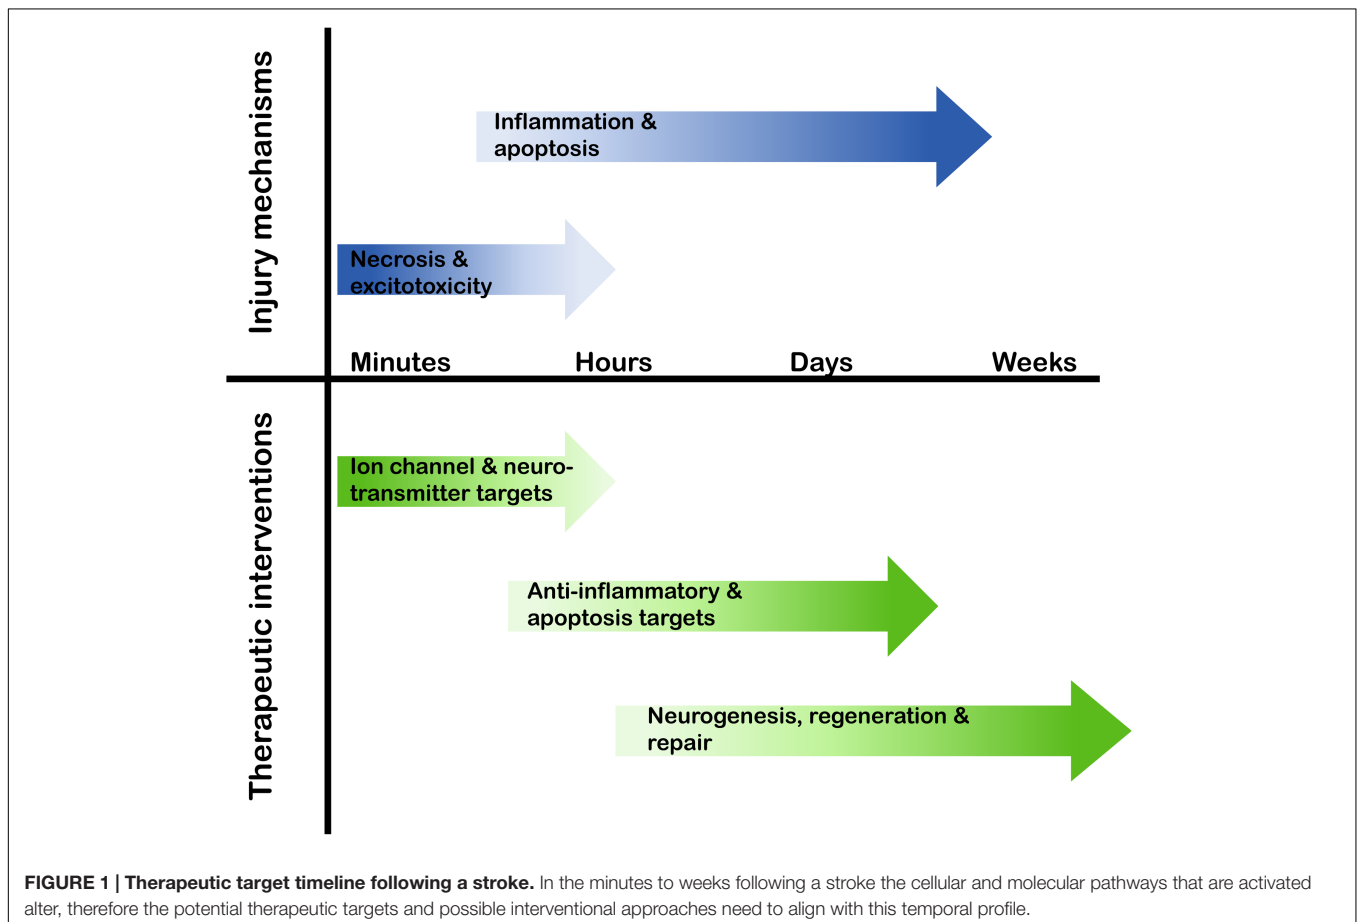 Injury mechanisms
Inflammation &
apoptosis
Necrosis &
excitotoxicity
Minutes Hours Days Weeks
Therapeutic interventions
Ion channel & neuro-
transmitter targets
Anti-inflammatory &
apoptosis targets
Neurogenesis, regeneration &
repair
FIGURE 1 | Therapeutic target timeline following a stroke. In the minutes to weeks following a stroke the cellular and molecular pathways that are activated
alter, therefore the potential therapeutic targets and possible interventional approaches need to align with this temporal profile.